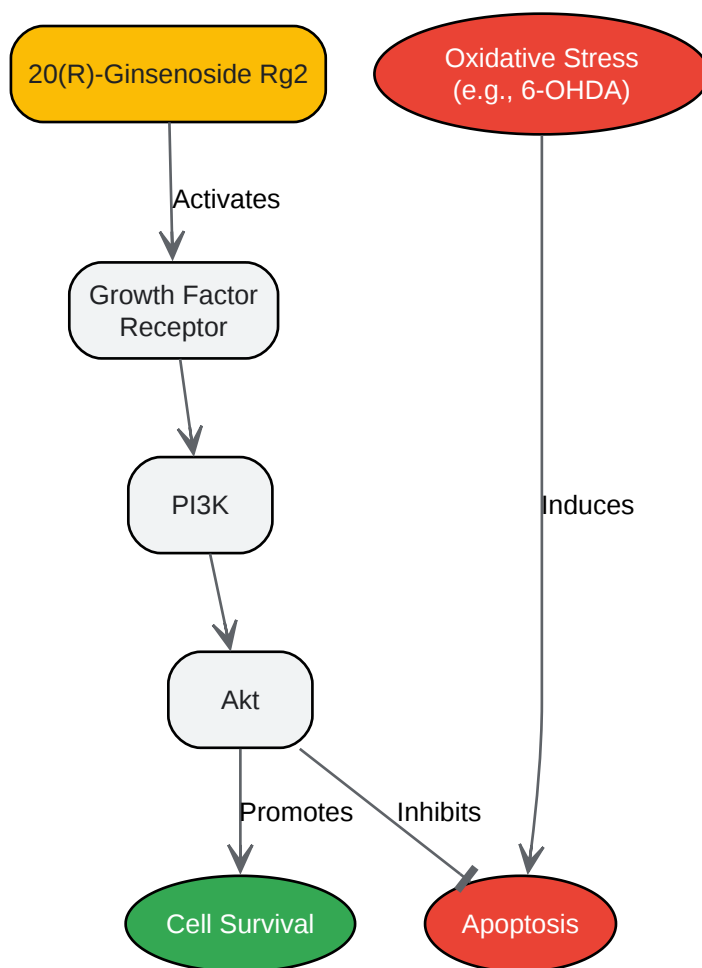 20(R)-Ginsenoside Rg2
Oxidative Stress
(e.g., 6-OHDA)
Activates
Growth Factor
Receptor
PI3K
Induces
Akt
Promotes
Inhibits
Cell Survival
Apoptosis